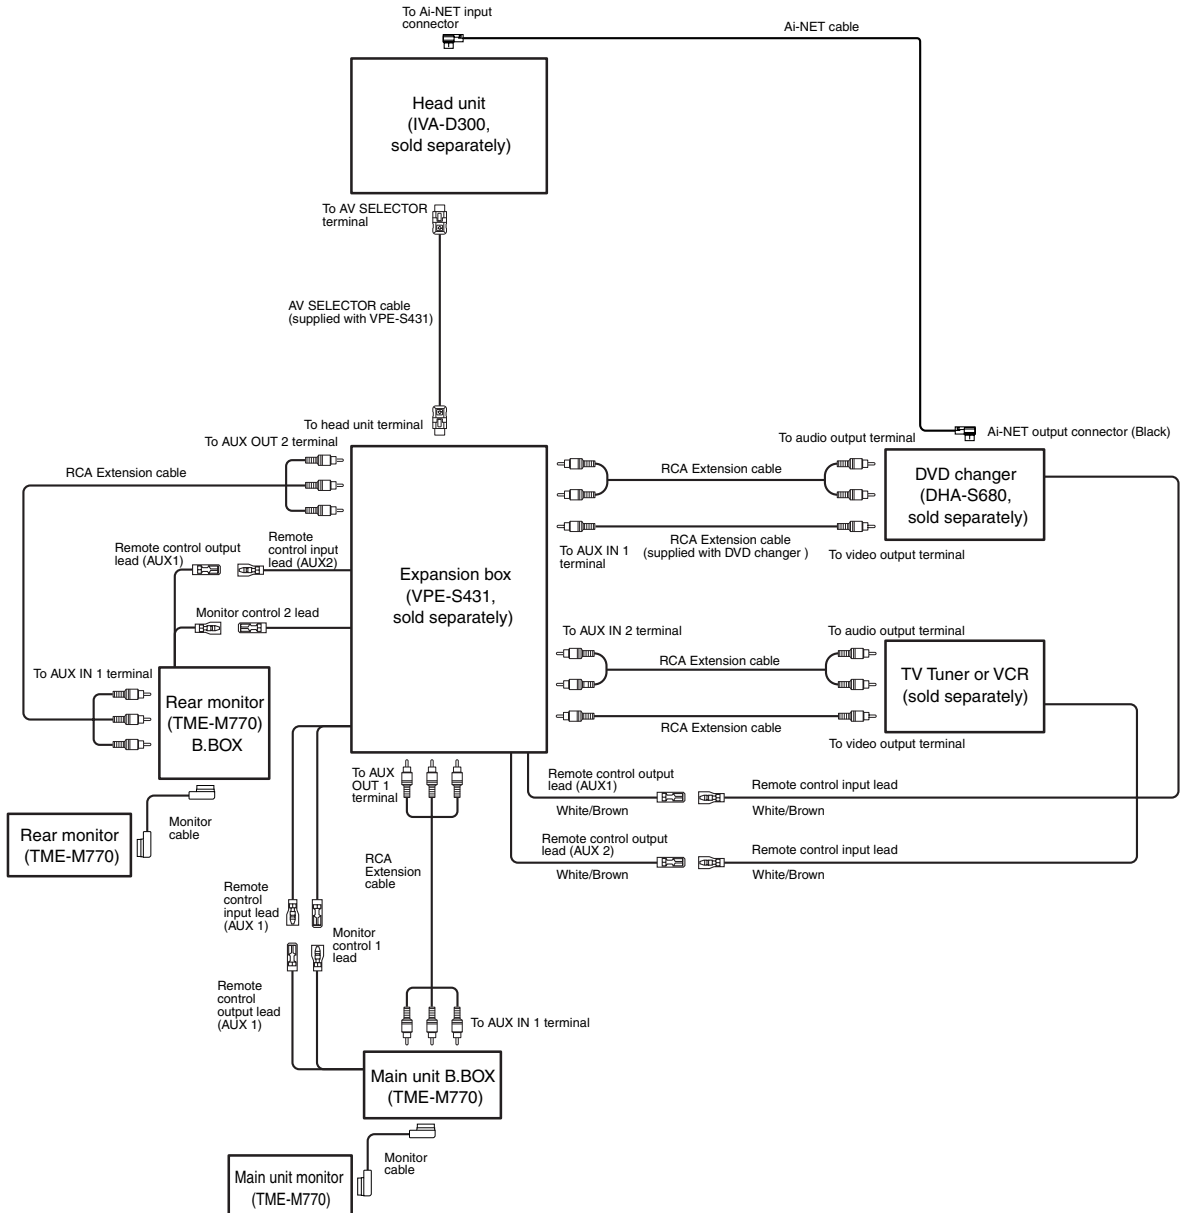 To Ai-NET input
connector
Ai-NET cable
Head unit
(IVA-D300,
sold separately)
To AV SELECTOR
terminal
AV SELECTOR cable
(supplied with VPE-S431)
To head unit terminal
To AUX OUT 2 terminal
RCA Extension cable
To audio output terminal
Ai-NET output connector (Black)
RCA Extension cable
DVD changer
(DHA-S680,
sold separately)
RCA Extension cable
(supplied with DVD changer )
To AUX IN 1
terminal
To video output terminal
Remote control output
lead (AUX1)
Remote
control input
lead (AUX2)
Monitor control 2 lead
Expansion box
(VPE-S431,
sold separately)
To AUX IN 2 terminal
To audio output terminal
RCA Extension cable
TV Tuner or VCR
(sold separately)
RCA Extension cable
To video output terminal
To AUX IN 1 terminal
Rear monitor
(TME-M770)
B.BOX
Monitor
cable
Rear monitor
(TME-M770)
To AUX
OUT 1
terminal
Remote control output
lead (AUX1)
White/Brown
Remote control input lead
White/Brown
Remote control output
lead (AUX 2)
White/Brown
Remote control input lead
White/Brown
RCA
Extension
cable
Remote
control
input lead
(AUX 1)
Monitor
control 1
lead
Remote
control
output lead
(AUX 1)
To AUX IN 1 terminal
Main unit B.BOX
(TME-M770)
Monitor
cable
Main unit monitor
(TME-M770)